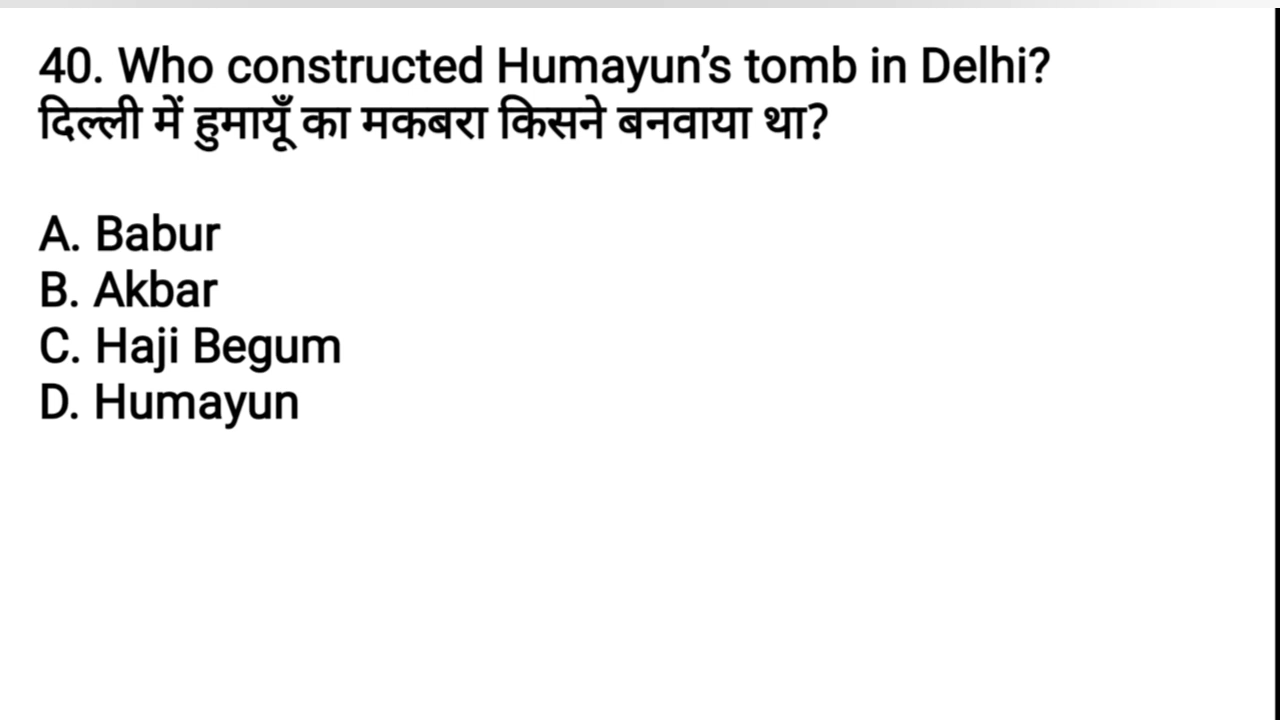 40. Who constructed Humayun’s tomb in Delhi?
दिल्ली में हुमायूँ का मकबरा किसने बनवाया था?
A. Babur
B. Akbar
C. Haji Begum
D. Humayun